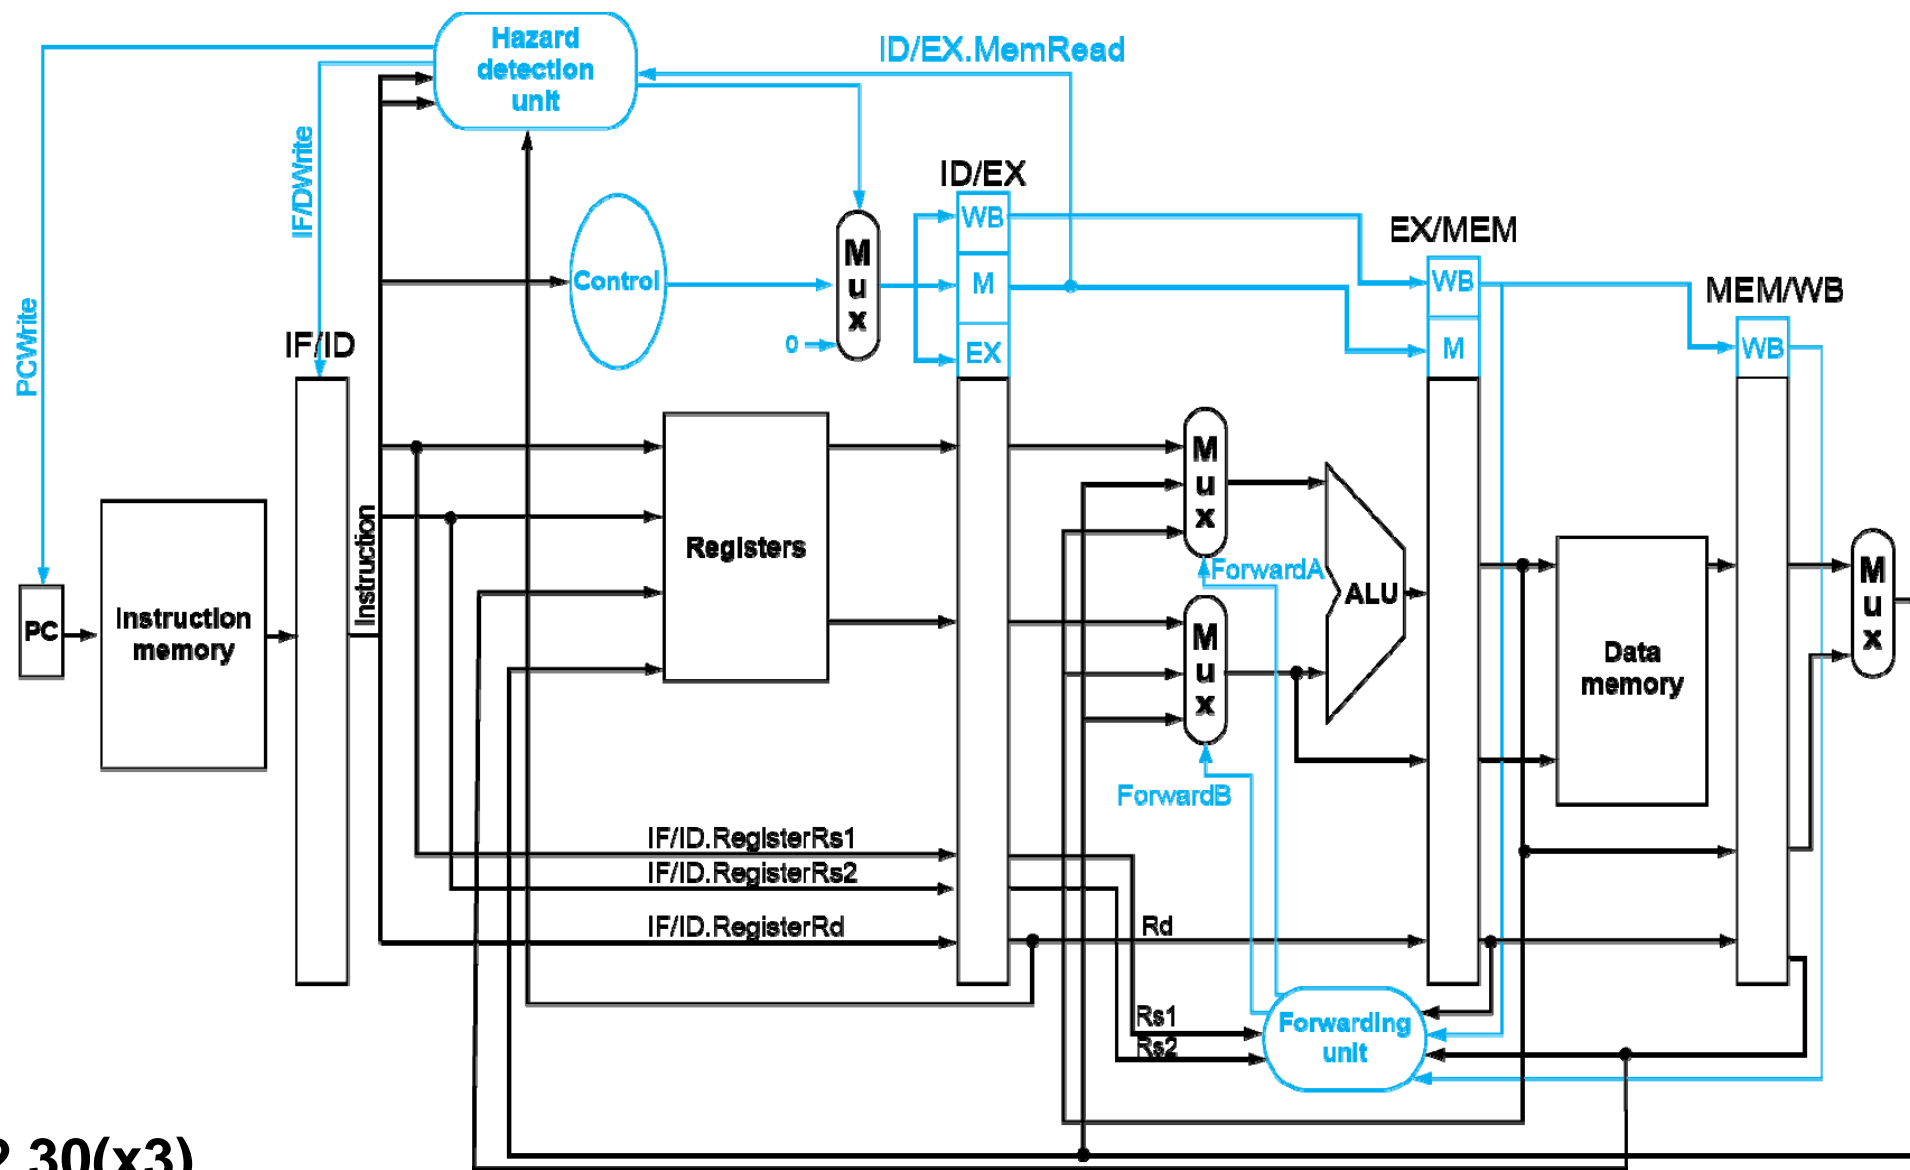 Hazard
detection
unit
ID/EX.MemRead
IF/DWrite
PCWrite
ID/EX
WB
M
EX
EX/MEM
WB
M
MEM/WB
WB
Control
0
M
u
x
IF/ID
Instruction
PC
Instruction
memory
Registers
M
u
x
ForwardA
M
u
x
ForwardB
ALU
Data
memory
M
u
x
IF/ID.RegisterRs1
IF/ID.RegisterRs2
IF/ID.RegisterRd
Rd
Rs1
Rs2
Forwarding
unit
30(x3)